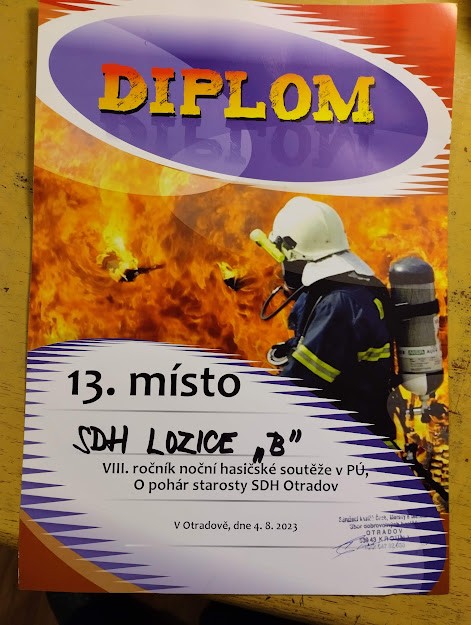 DIPLOM
13. místo
SDH LOZICE „B"
VIII. ročník noční hasičské soutěže v PÚ,
O pohár starosty SDH Otradov
V Otradově, dne 4. 8. 2023
OTRADOV